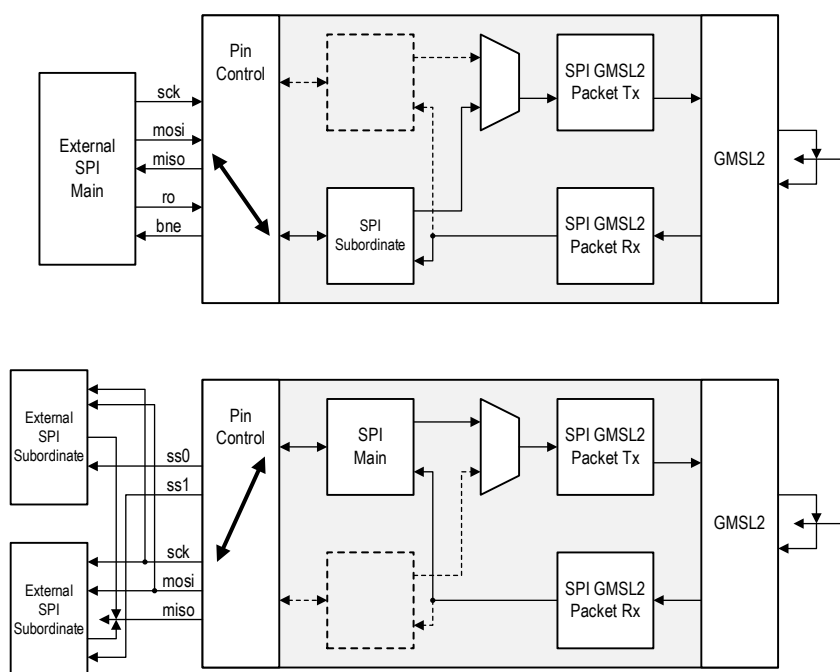 Pin
Control
External
SPI
Main
sck
mosi
miso
ro
bne
SPI
Subordinate
SPI GMSL2
Packet Tx
SPI GMSL2
Packet Rx
GMSL2
External
SPI
Subordinate
External
SPI
Subordinate
ss0
ss1
sck
mosi
miso
Pin
Control
SPI
Main
SPI GMSL2
Packet Tx
SPI GMSL2
Packet Rx
GMSL2